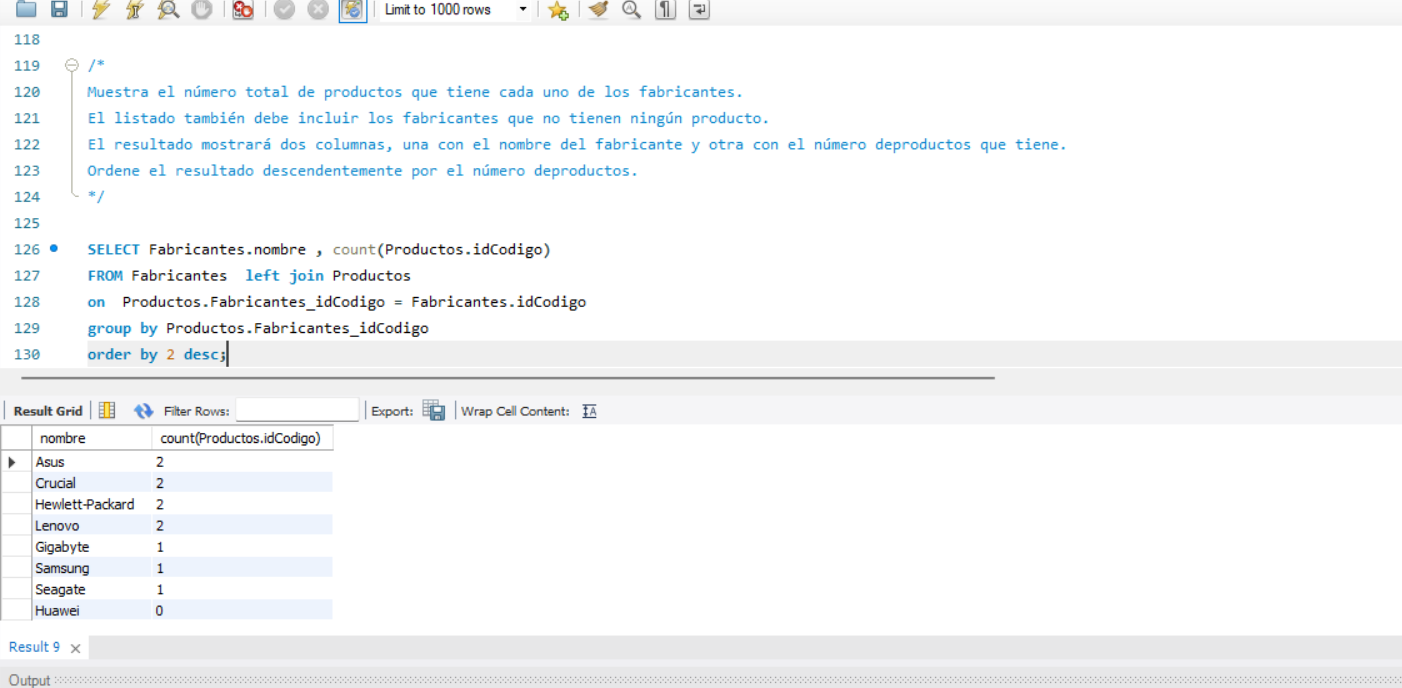 Limit to 1000 rows
118
119 /*
120 Muestra el número total de productos que tiene cada uno de los fabricantes.
121 El listado también debe incluir los fabricantes que no tienen ningún producto.
122 El resultado mostrará dos columnas, una con el nombre del fabricante y otra con el número deproductos que tiene.
123 Ordene el resultado descendentemente por el número deproductos.
124 */
125
126 SELECT Fabricantes.nombre , count(Productos.idCodigo)
127 FROM Fabricantes  left join Productos
128 on  Productos.Fabricantes_idCodigo = Fabricantes.idCodigo
129 group by Productos.Fabricantes_idCodigo
130 order by 2 desc;
Result Grid Filter Rows: Export: Wrap Cell Content: IA
nombre count(Productos.idCodigo)
Asus 2
Crucial 2
Hewlett-Packard 2
Lenovo 2
Gigabyte 1
Samsung 1
Seagate 1
Huawei 0
Result 9
Output